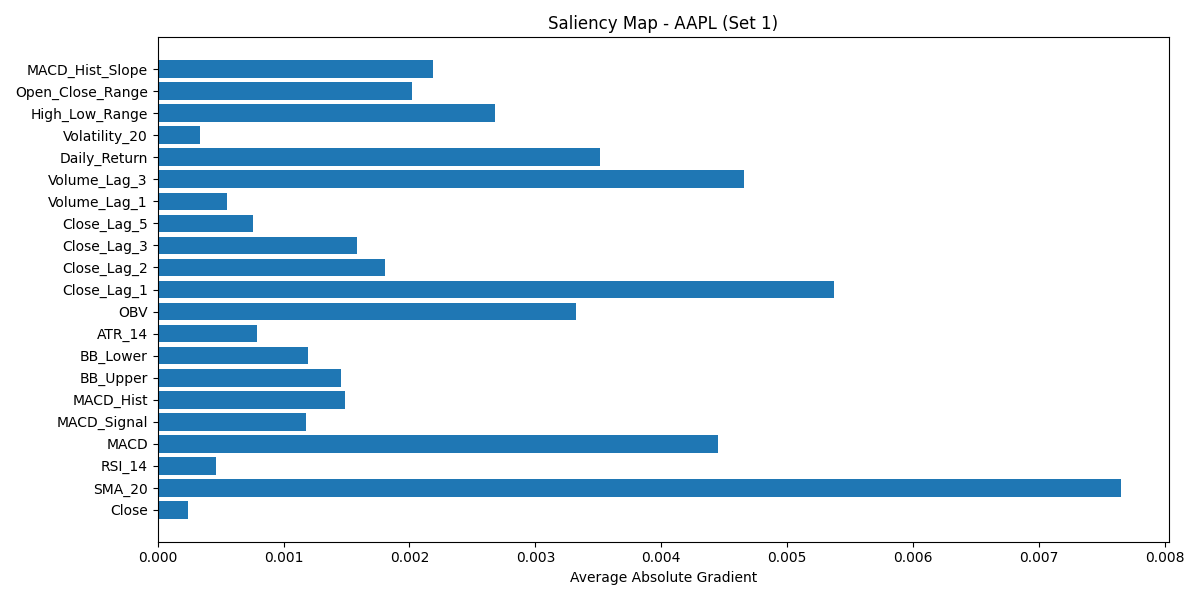 Saliency Map - AAPL (Set 1)
MACD_Hist_Slope
Open_Close_Range
High_Low_Range
Volatility_20
Daily_Return
Volume_Lag_3
Volume_Lag_1
Close_Lag_5
Close_Lag_3
Close_Lag_2
Close_Lag_1
OBV
ATR_14
BB_Lower
BB_Upper
MACD_Hist
MACD_Signal
MACD
RSI_14
SMA_20
Close
0.000 0.001 0.002 0.003 0.004 0.005 0.006 0.007 0.008
Average Absolute Gradient